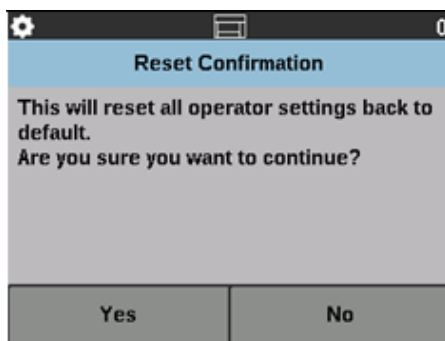 Reset Confirmation
This will reset all operator settings back to
default.
Are you sure you want to continue?
Yes
No